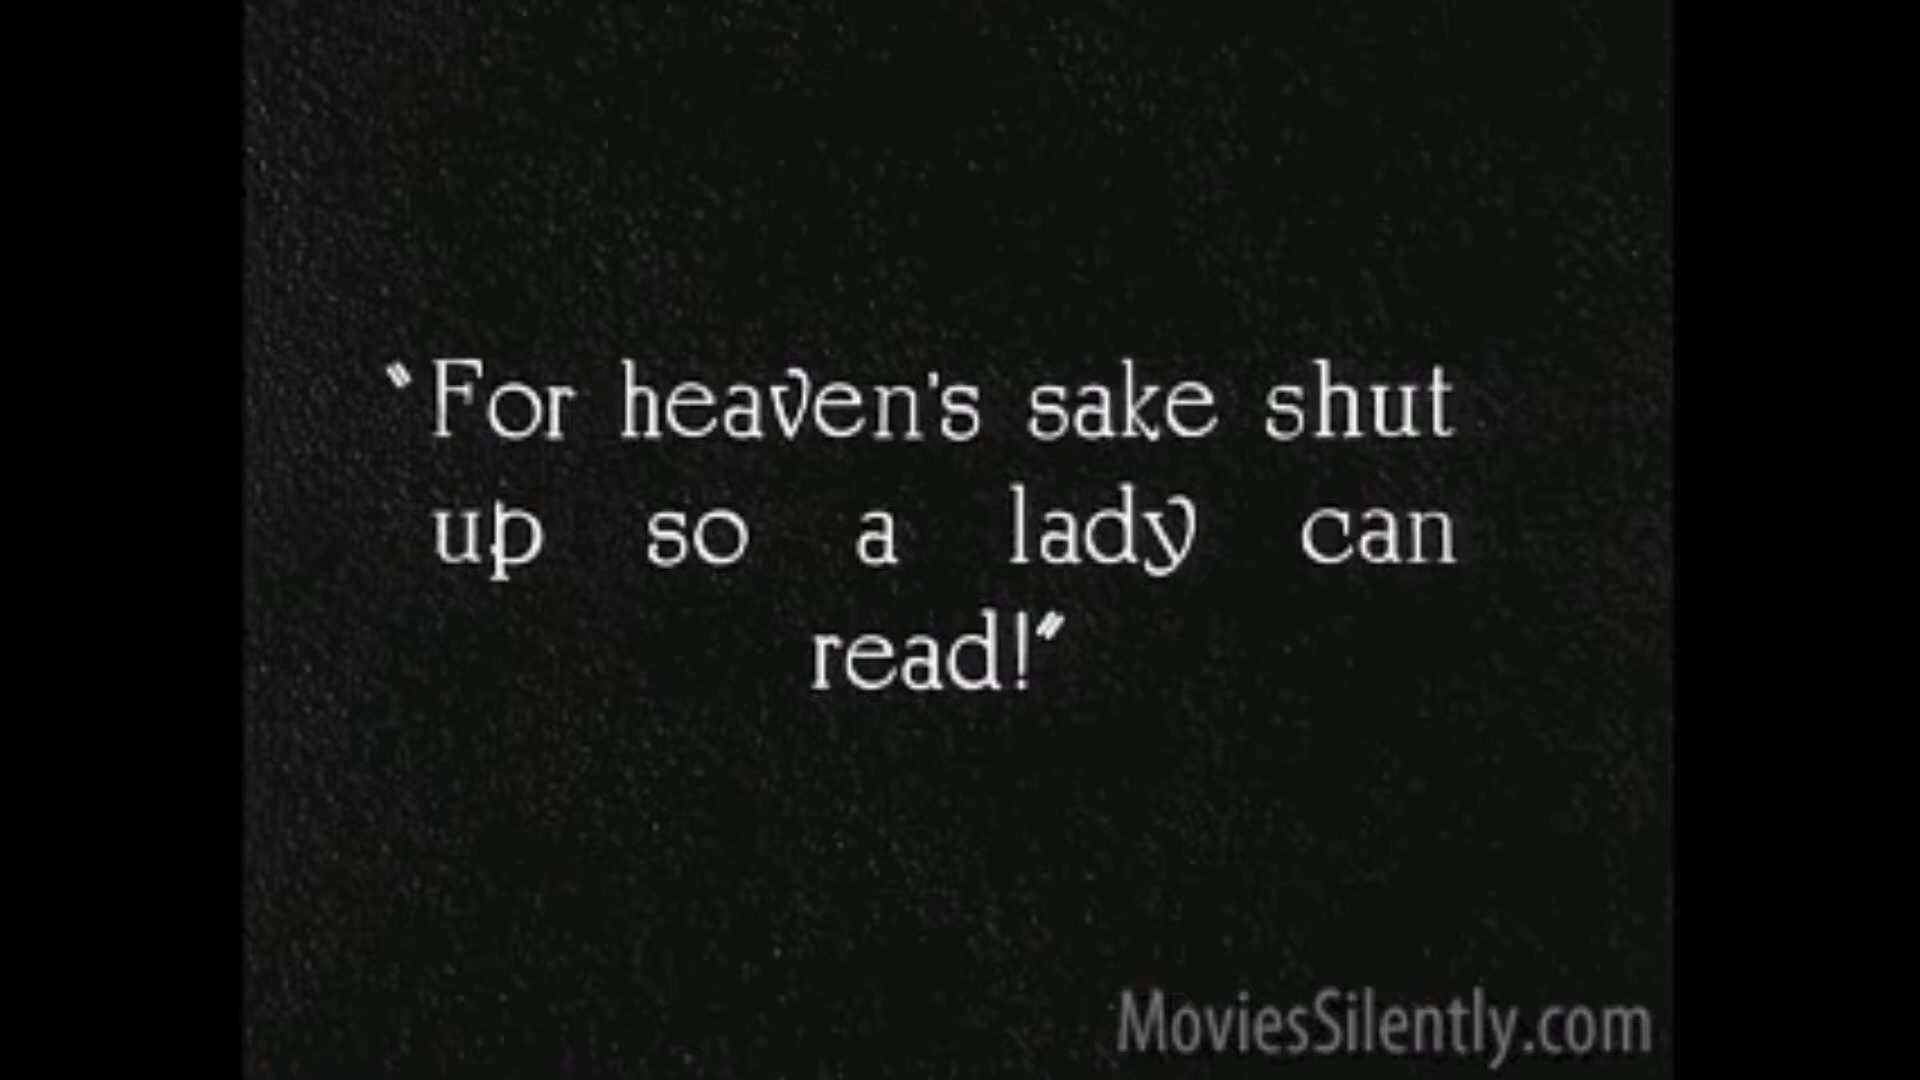 “For heaven's sake shut
up so a lady can
read!”
MoviesSilently.com